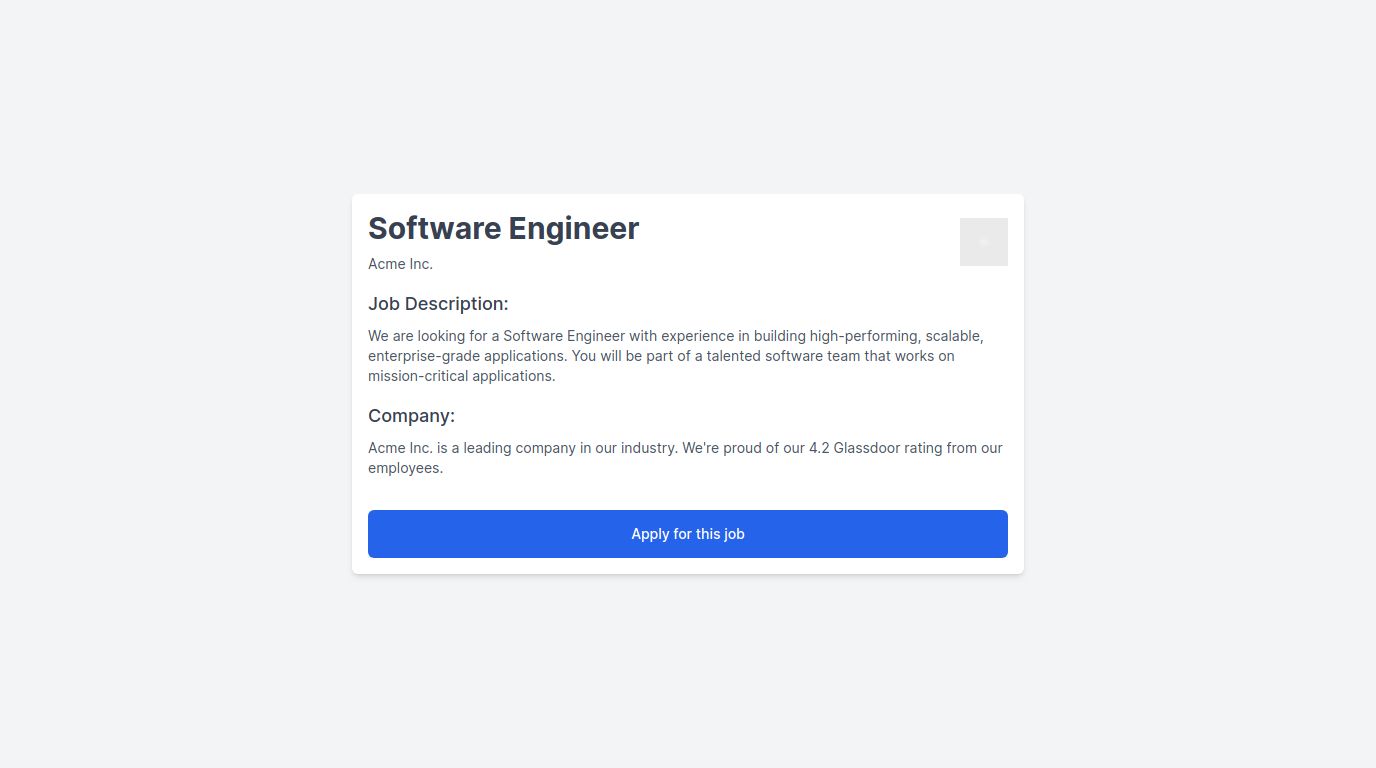 Software Engineer
Acme Inc.
Job Description:
We are looking for a Software Engineer with experience in building high-performing, scalable,
enterprise-grade applications. You will be part of a talented software team that works on
mission-critical applications.
Company:
Acme Inc. is a leading company in our industry. We're proud of our 4.2 Glassdoor rating from our
employees.
Apply for this job